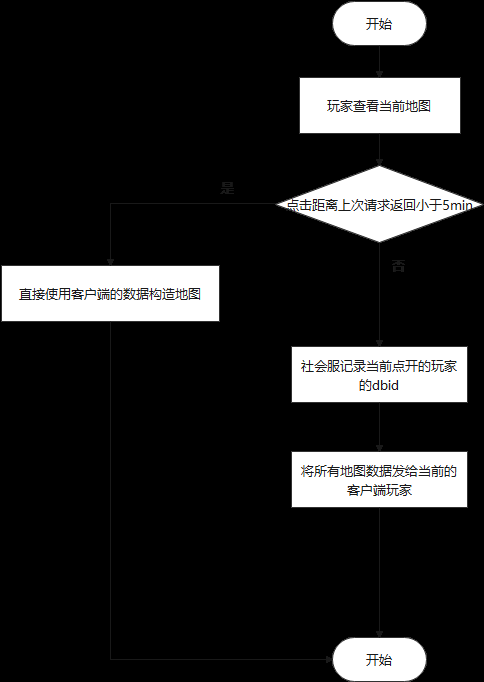 开始
玩家查看当前地图
是
点击距离上次请求返回小于5min
否
直接使用客户端的数据构造地图
社会服记录当前点开的玩家
的dbid
将所有地图数据发给当前的
客户端玩家
开始